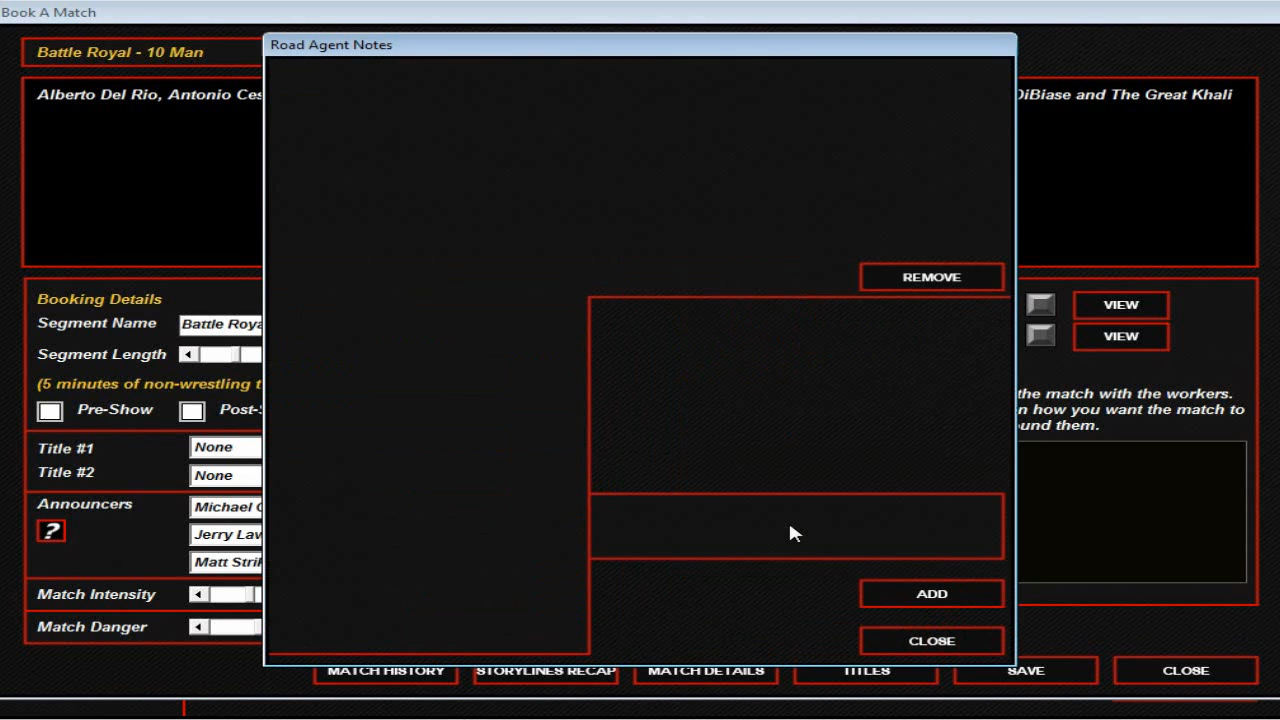 Book A Match
Road Agent Notes
Battle Royal - 10 Man
Alberto Del Rio, Antonio Ces DiBiase and The Great Khali
REMOVE
Booking Details
Segment Name Battle Roya VIEW
Segment Length VIEW
(5 minutes of non-wrestling t
the match with the workers.
Pre-Show Post-S n how you want the match to
ound them.
Title #1 None
Title #2 None
Announcers Michael C
? Jerry Law
Matt Strik
Match Intensity ADD
Match Danger CLOSE
MATCH HISTORY STORYLINES RECAP MATCH DETAILS TITLES SAVE CLOSE